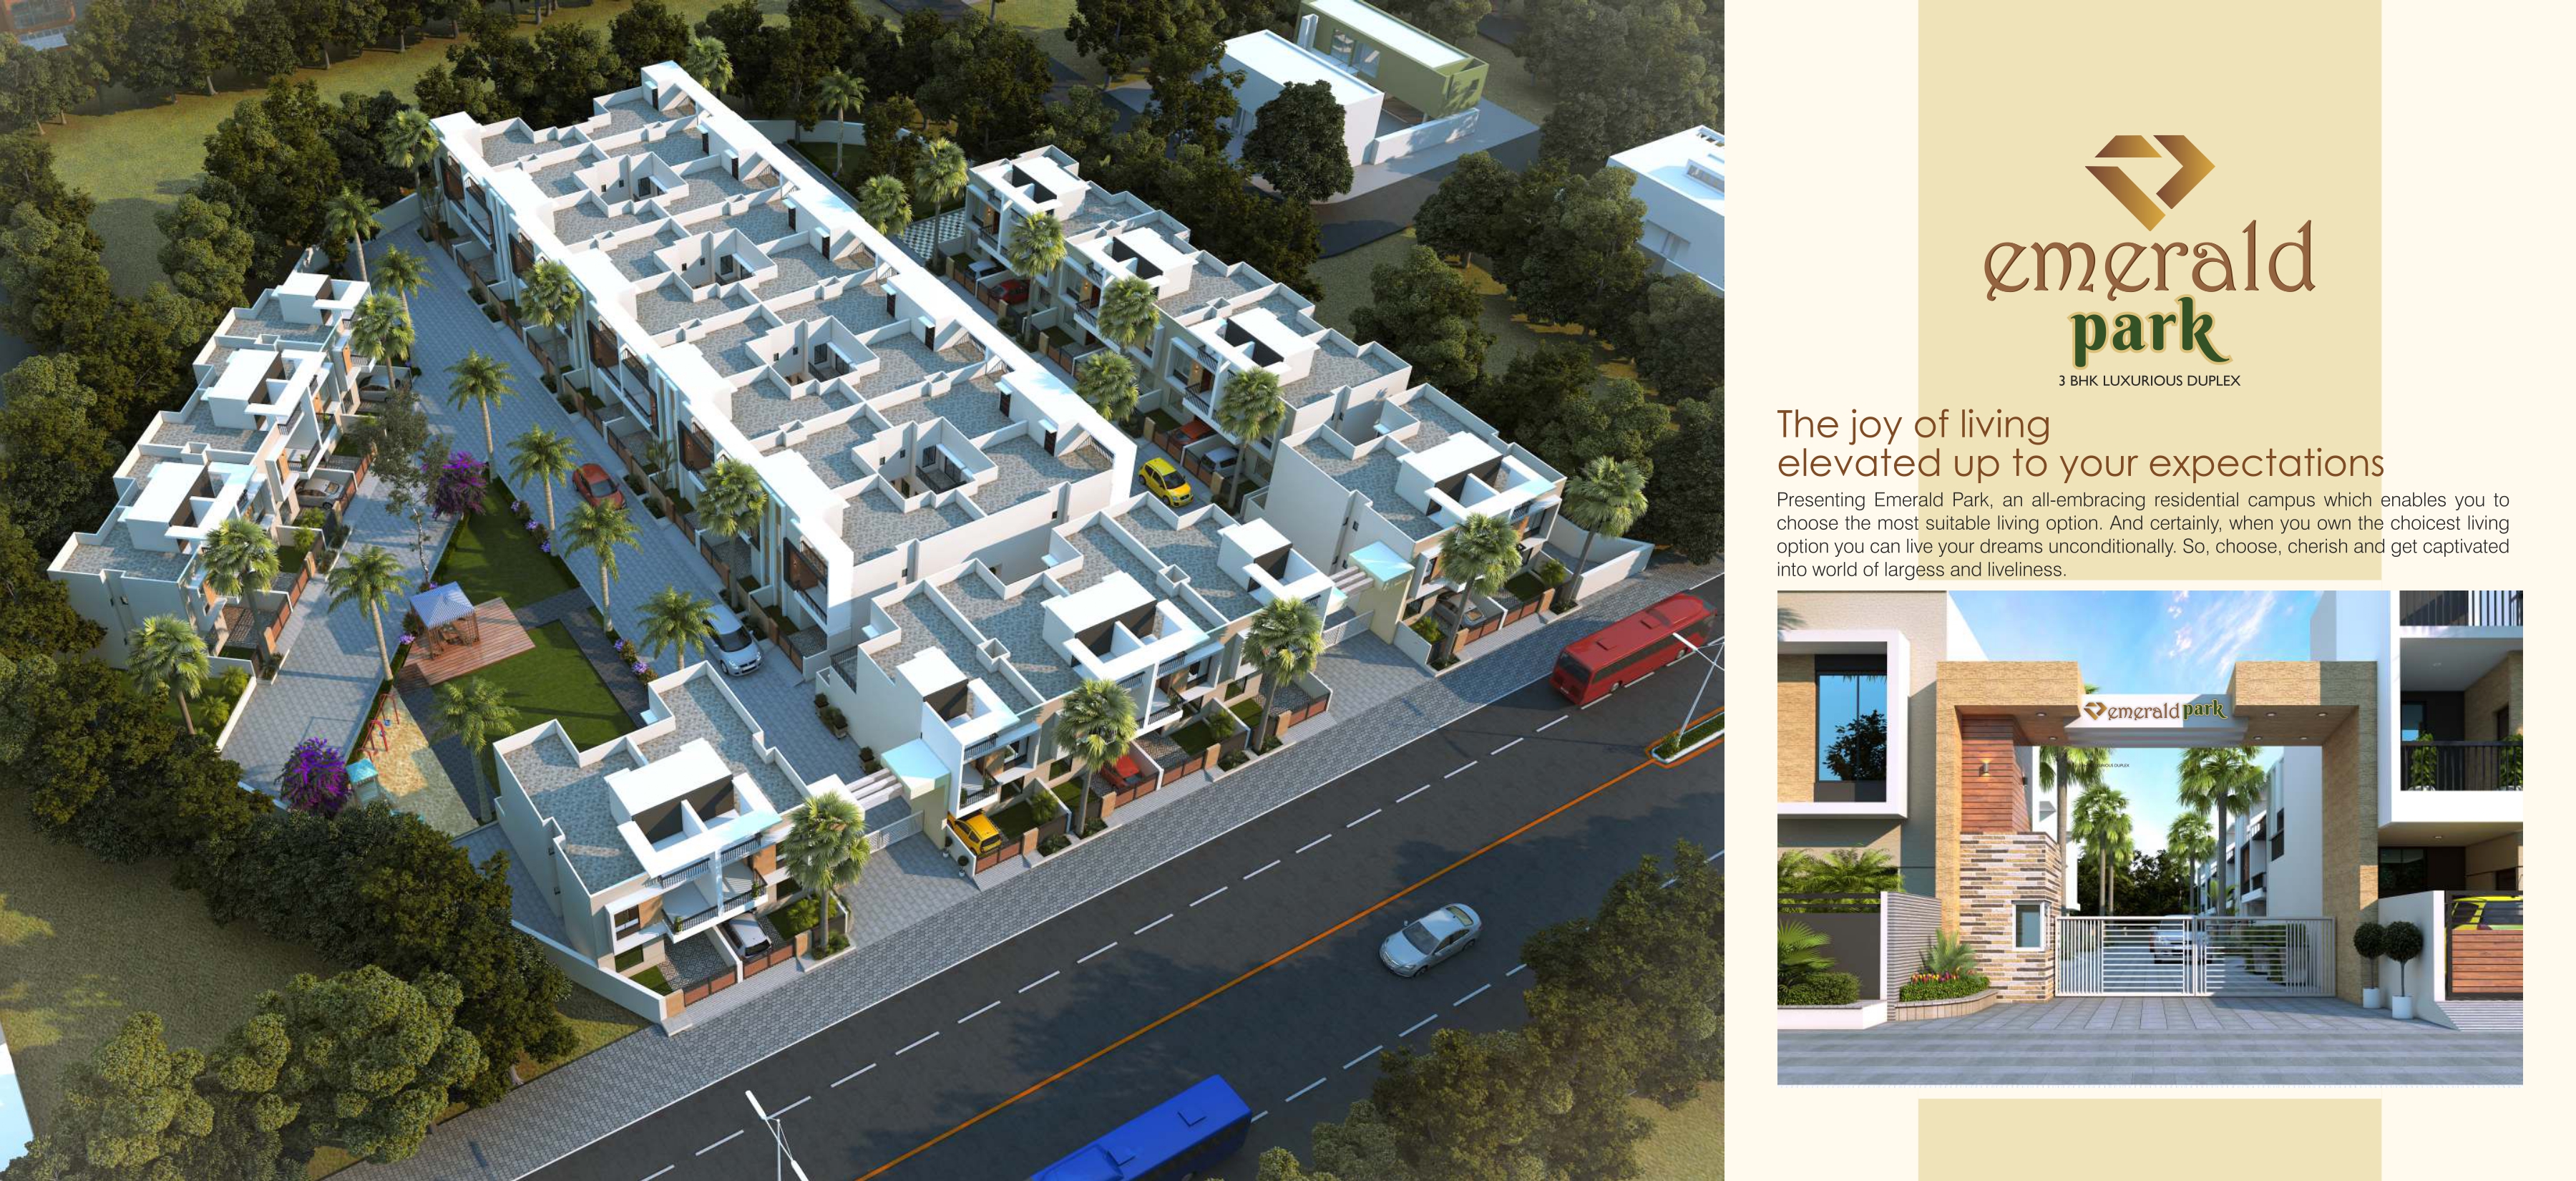 emerald
park
3 BHK LUXURIOUS DUPLEX
The joy of living
elevated up to your expectations
Presenting Emerald Park, an all-embracing residential campus which enables you to
choose the most suitable living option. And certainly, when you own the choicest living
option you can live your dreams unconditionally. So, choose, cherish and get captivated
into world of largess and liveliness.
emerald park